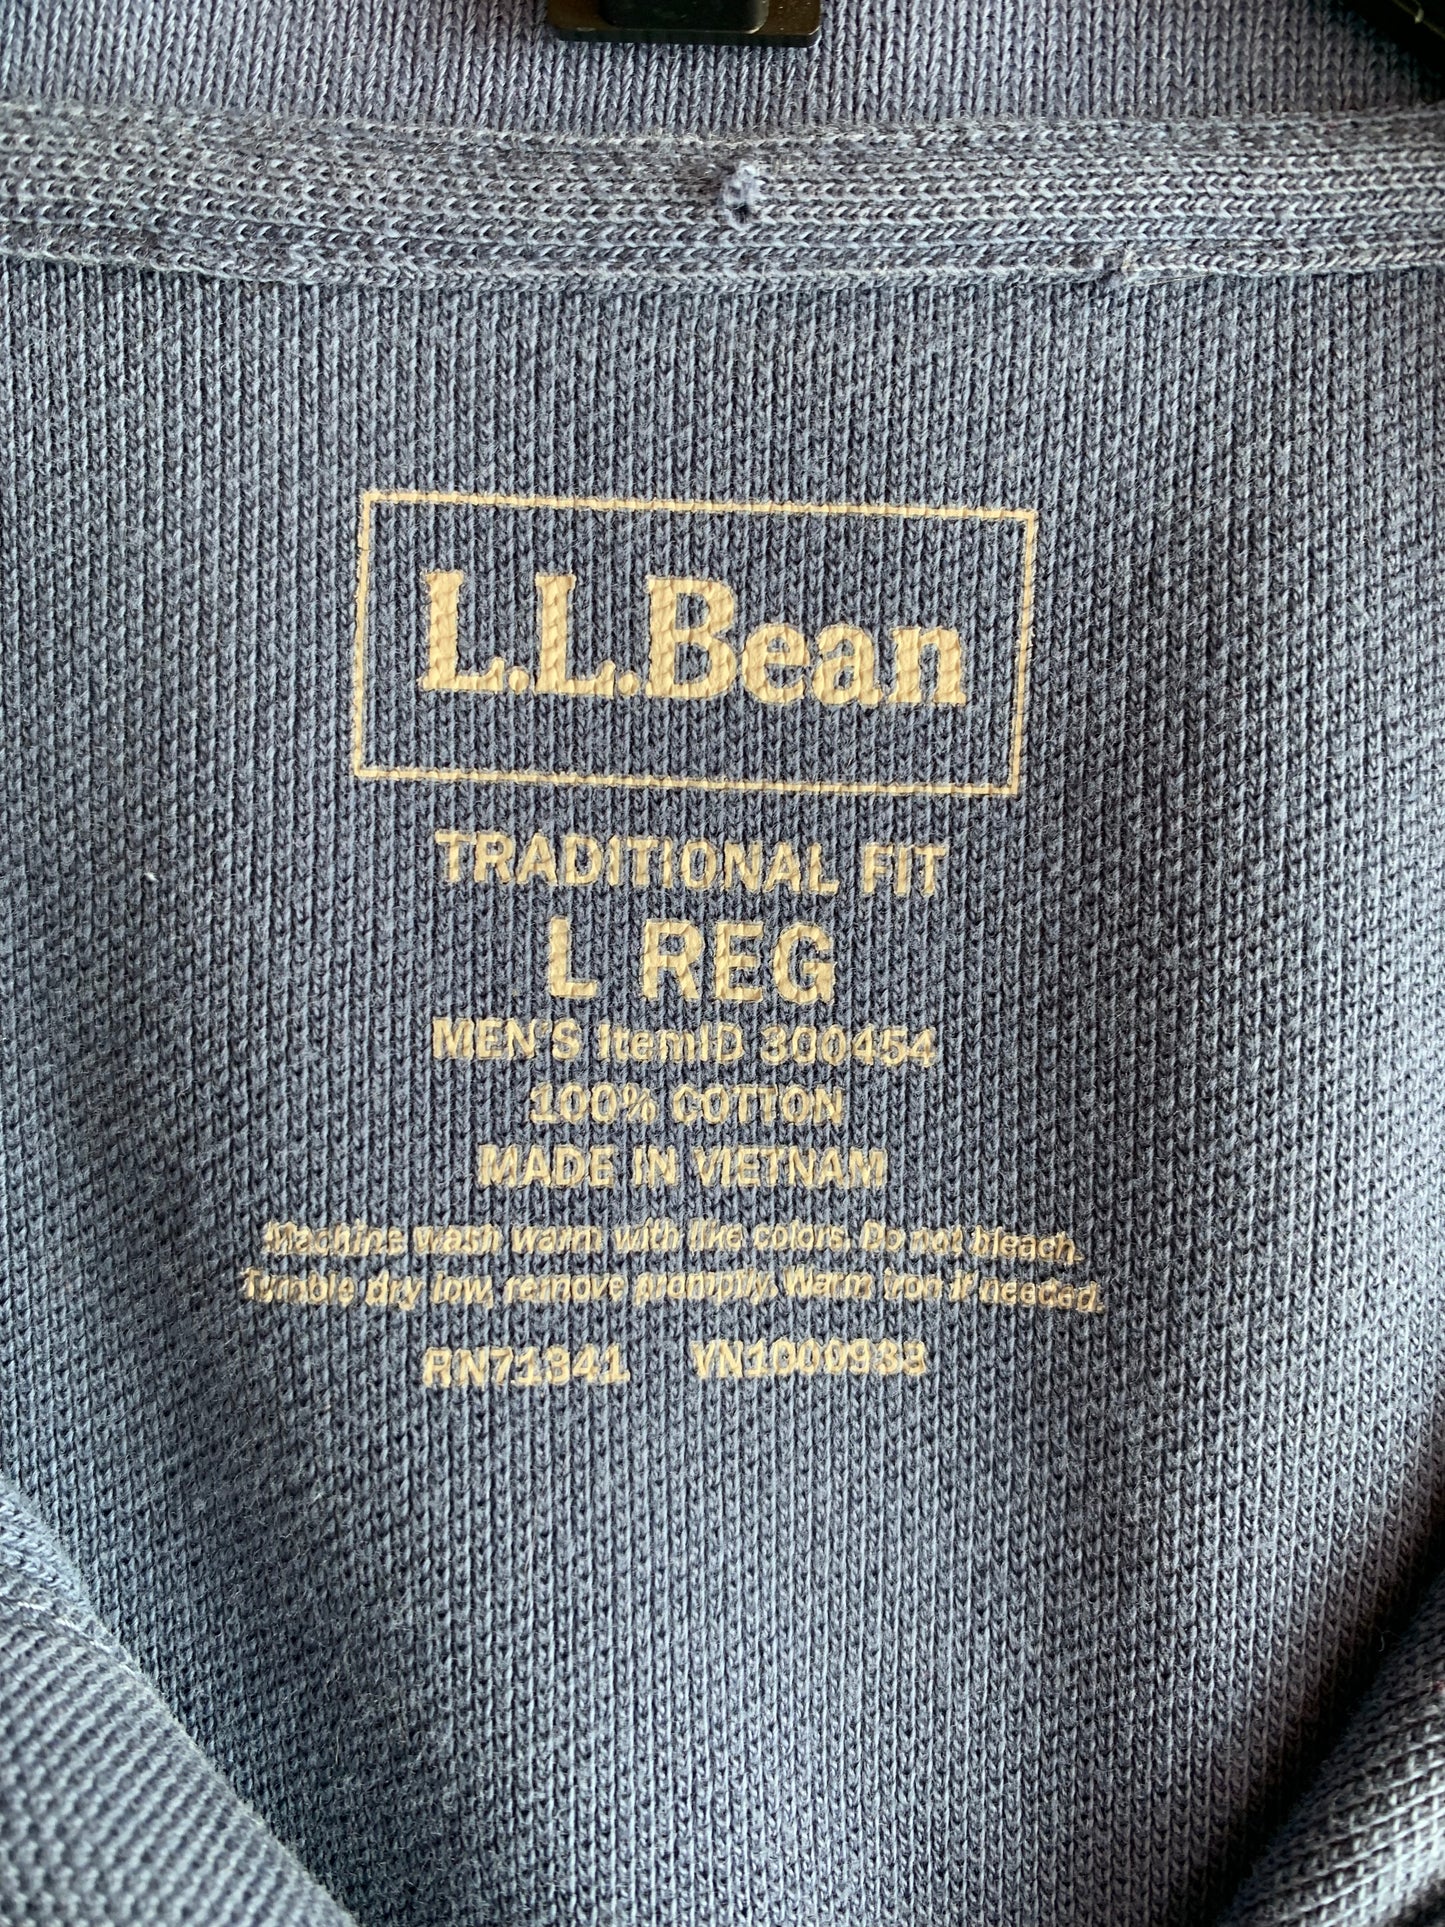 L.L.Bean
TRADITIONAL FIT
L REG
MEN'S ItemID 300454
100% COTTON
MADE IN VIETNAM
Machine wash warm with like colors. Do not bleach.
Tumble dry low, remove promptly. Warm iron if needed.
RN71341 VN1000938